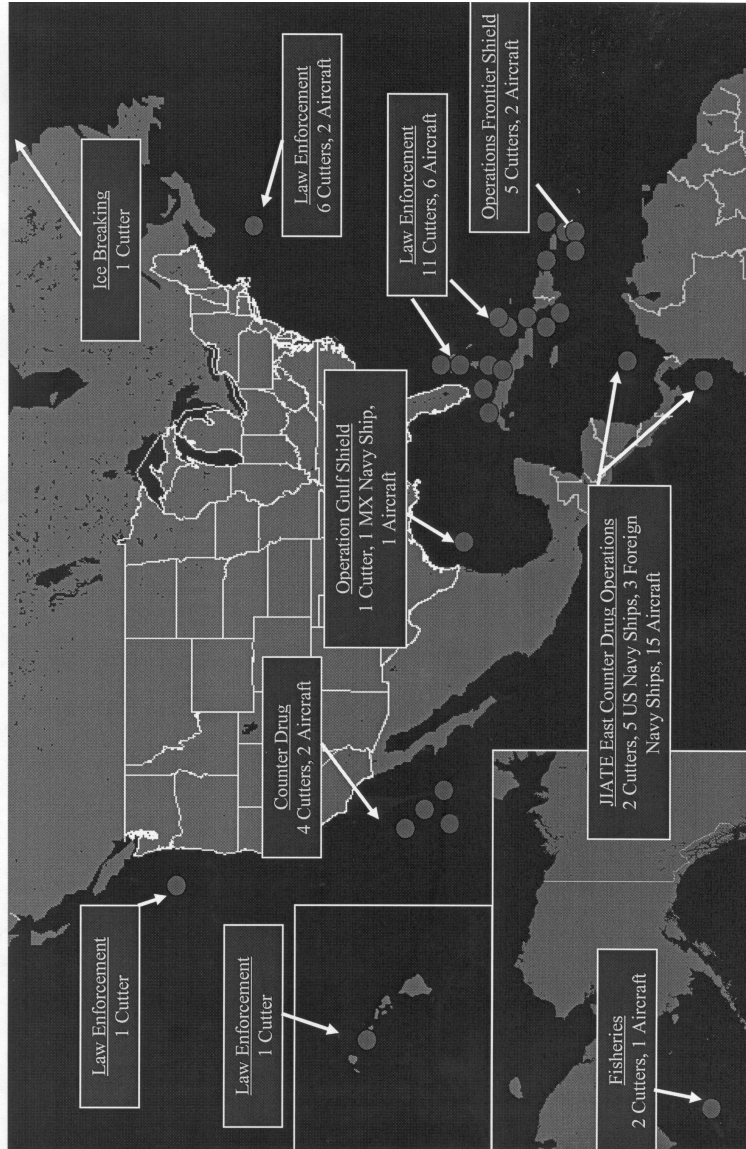 Ice Breaking
1 Cutter
Law Enforcement
6 Cutters, 2 Aircraft
Law Enforcement
11 Cutters, 6 Aircraft
Operations Frontier Shield
5 Cutters, 2 Aircraft
Operation Gulf Shield
1 Cutter, 1 MX Navy Ship,
1 Aircraft
Counter Drug
4 Cutters, 2 Aircraft
JIATE East Counter Drug Operations
2 Cutters, 5 US Navy Ships, 3 Foreign
Navy Ships, 15 Aircraft
Law Enforcement
1 Cutter
Law Enforcement
1 Cutter
Fisheries
2 Cutters, 1 Aircraft